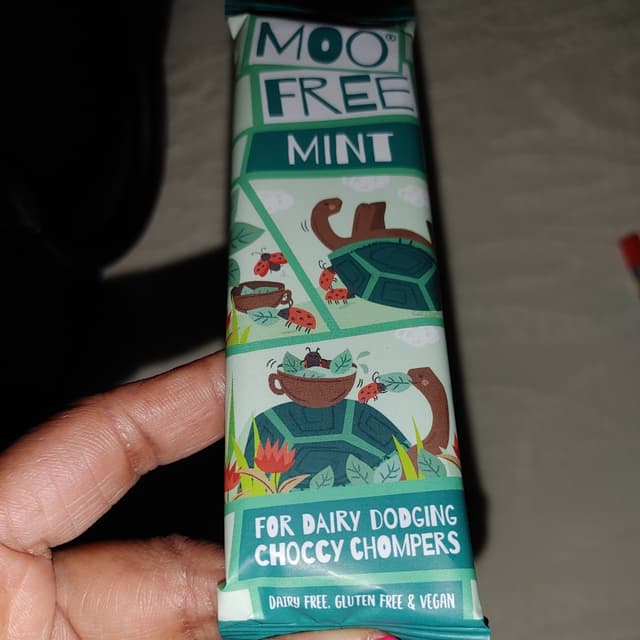 MOO®
FREE
MINT
FOR DAIRY DODGING
CHOCCY CHOMPERS
DAIRY FREE. GLUTEN FREE & VEGAN